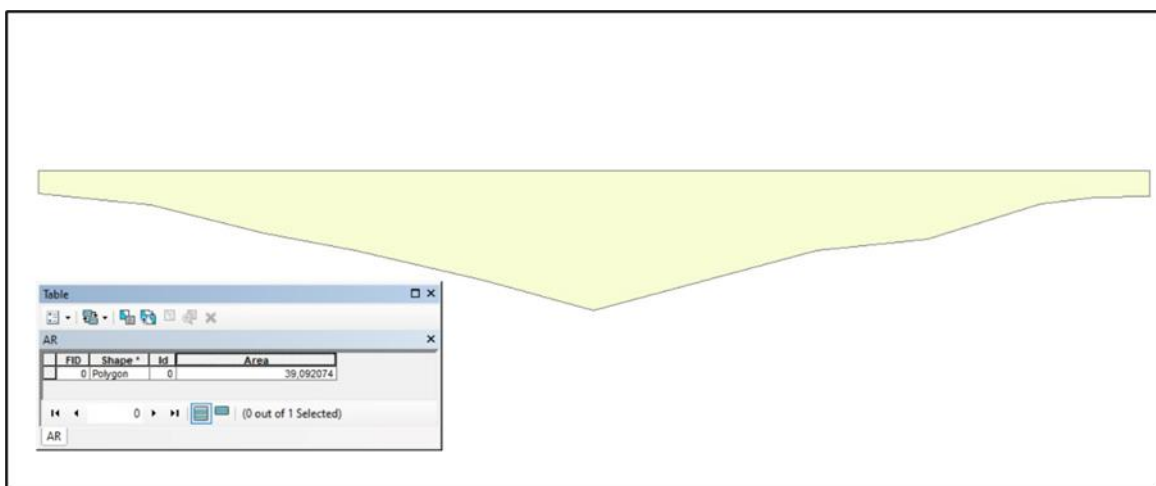 Table
AR
FID Shape * Id Area
0 Polygon 0 39,092074
0 (0 out of 1 Selected)
AR